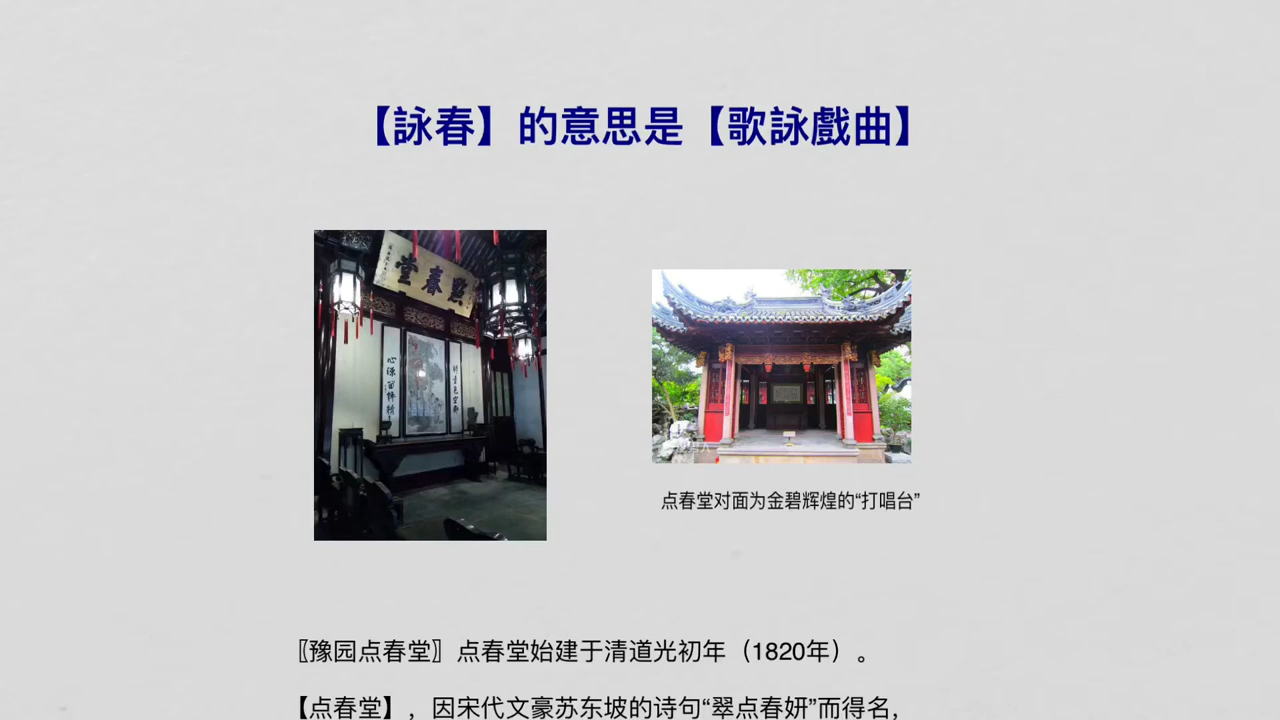 【詠春】的意思是【歌詠戲曲】
點春堂
点春堂对面为金碧辉煌的“打唱台”
〖豫园点春堂〗点春堂始建于清道光初年（1820年）。
【点春堂】，因宋代文豪苏东坡的诗句“翠点春妍”而得名，